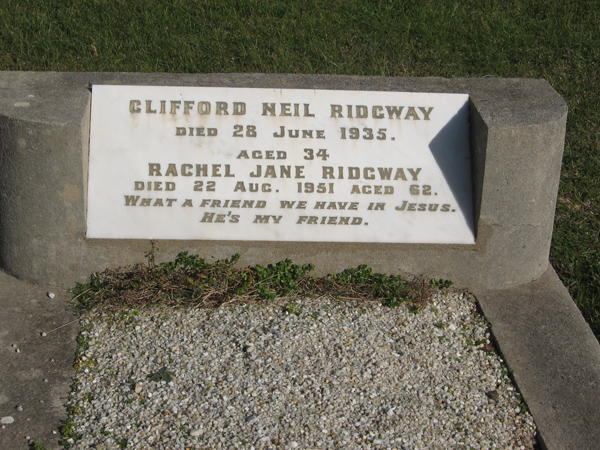 CLIFFORD NEIL RIDGWAY
DIED 28 JUNE 1935.
AGED 34
RACHEL JANE RIDGWAY
DIED 22 AUG. 1951 AGED 62.
WHAT A FRIEND WE HAVE IN JESUS.
HE'S MY FRIEND.